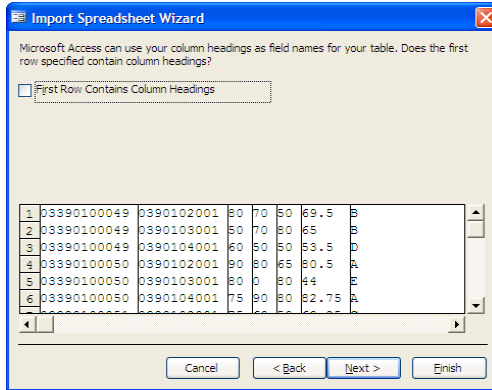 Import Spreadsheet Wizard
Microsoft Access can use your column headings as field names for your table. Does the first
row specified contain column headings?
First Row Contains Column Headings
1 03390100049 0390102001 80 70 50 69.5 B
2 03390100049 0390103001 50 70 80 65 B
3 03390100049 0390104001 60 50 50 53.5 D
4 03390100050 0390102001 90 80 65 80.5 A
5 03390100050 0390103001 80 0 80 44 E
6 03390100050 0390104001 75 90 80 82.75 A
Cancel < Back Next > Finish